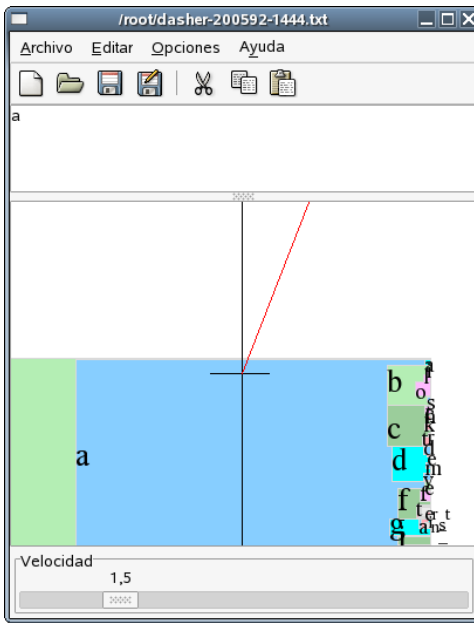 /root/dasher-200592-1444.txt
Archivo Editar Opciones Ayuda
a
a
b
o
c
d
f
g
Velocidad
1,5